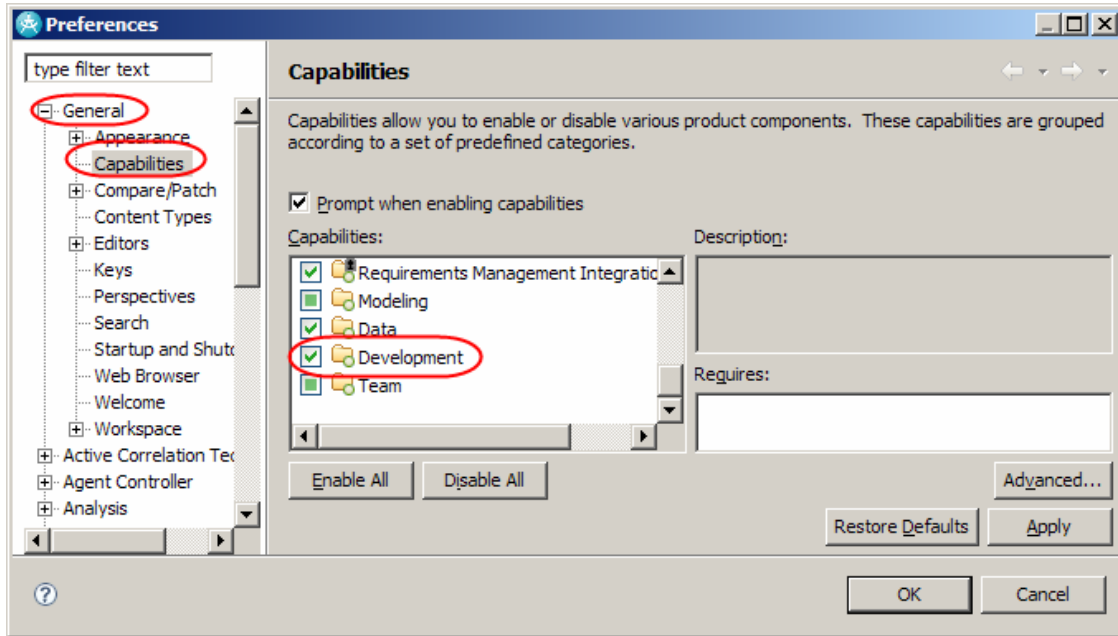 Preferences
type filter text
General
Appearance
Capabilities
Compare/Patch
Content Types
Editors
Keys
Perspectives
Search
Startup and Shutd
Web Browser
Welcome
Workspace
Active Correlation Tec
Agent Controller
Analysis
Capabilities
Capabilities allow you to enable or disable various product components. These capabilities are grouped
according to a set of predefined categories.
Prompt when enabling capabilities
Capabilities:
Requirements Management Integratio
Modeling
Data
Development
Team
Description:
Requires:
Enable All
Disable All
Advanced...
Restore Defaults
Apply
?
OK
Cancel